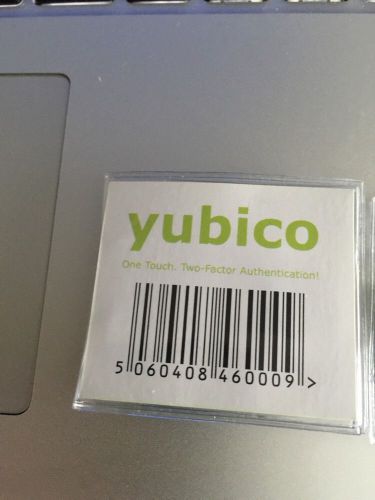 yubico
One Touch. Two-Factor Authentication!
5 060408 460009 >